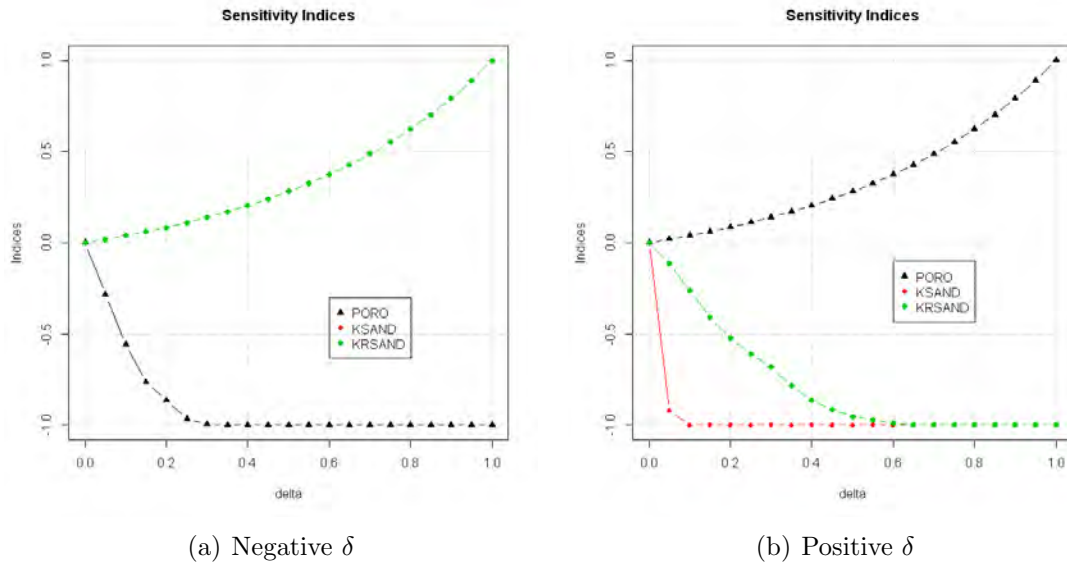 Sensitivity Indices
Indices
1.0
0.5
0.0
-0.5
-1.0
PORO
KSAND
KRSAND
0.0 0.2 0.4 0.6 0.8 1.0
delta
(a) Negative δ
Sensitivity Indices
Indices
1.0
0.5
0.0
-0.5
-1.0
PORO
KSAND
KRSAND
0.0 0.2 0.4 0.6 0.8 1.0
delta
(b) Positive δ